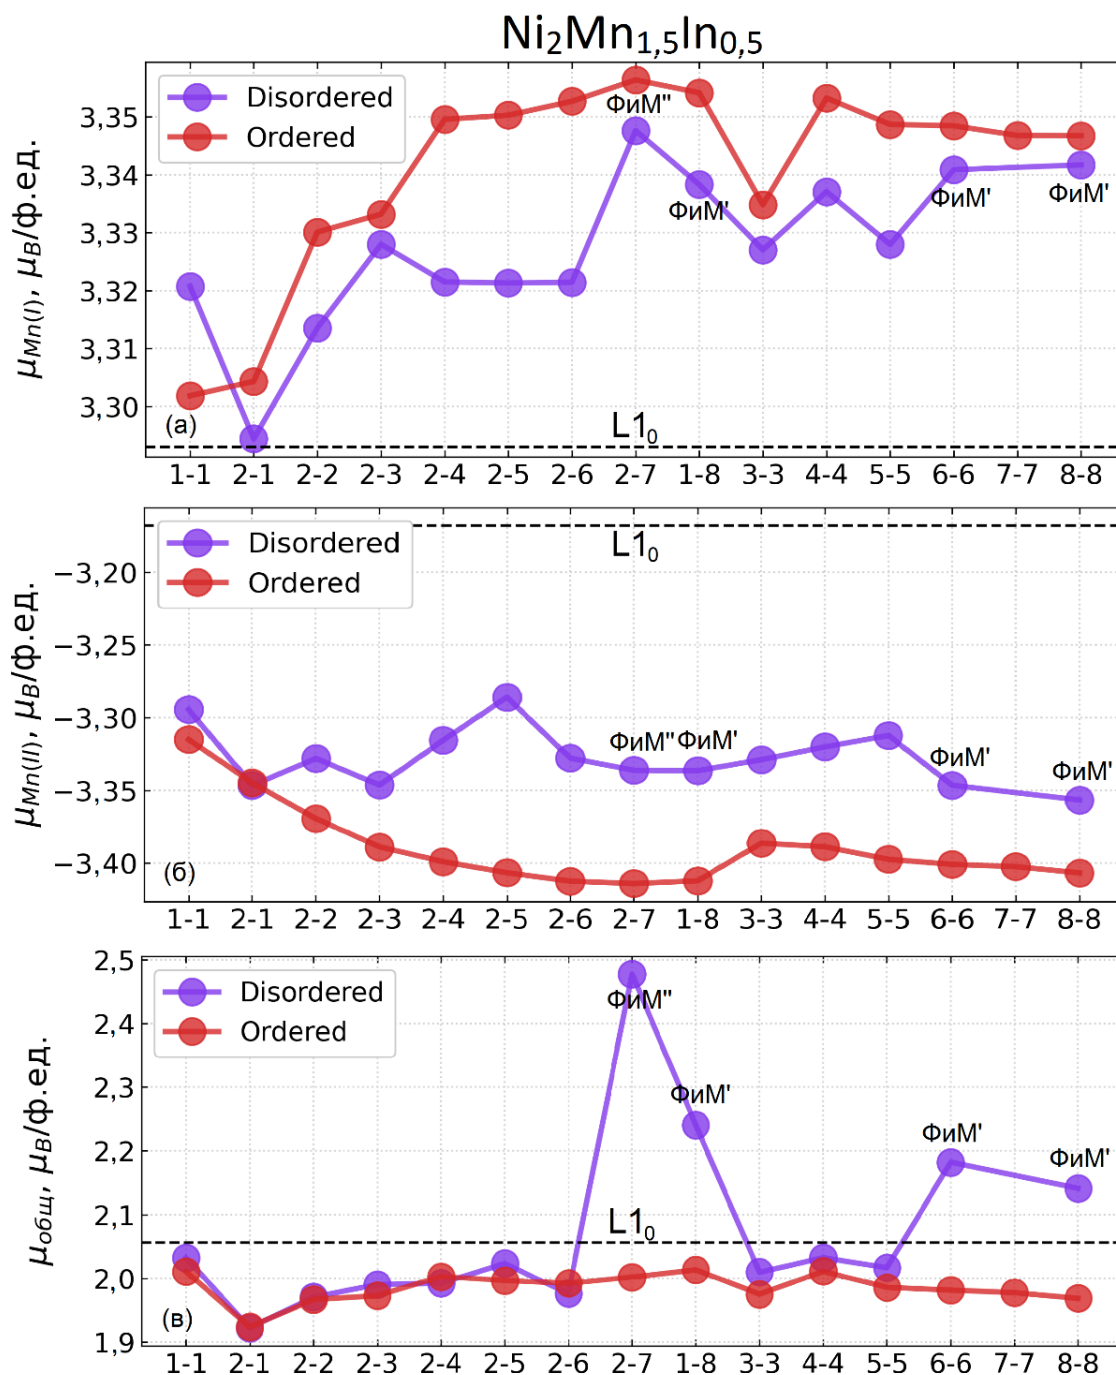 Ni2Mn1,5In0,5
Disordered
Ordered
ФиМ"
ФиМ'
ФиМ'
ФиМ'
3,35
3,34
3,33
3,32
3,31
3,30
μMn(I), μB/ф.ед.
(а)
L10
1-1 2-1 2-2 2-3 2-4 2-5 2-6 2-7 1-8 3-3 4-4 5-5 6-6 7-7 8-8
Disordered
Ordered
L10
−3,20
−3,25
−3,30
−3,35
−3,40
μMn(II), μB/ф.ед.
ФиМ" ФиМ' ФиМ' ФиМ'
(б)
1-1 2-1 2-2 2-3 2-4 2-5 2-6 2-7 1-8 3-3 4-4 5-5 6-6 7-7 8-8
Disordered
Ordered
ФиМ"
ФиМ'
ФиМ'
ФиМ'
2,5
2,4
2,3
2,2
2,1
2,0
1,9
μобщ, μB/ф.ед.
L10
(в)
1-1 2-1 2-2 2-3 2-4 2-5 2-6 2-7 1-8 3-3 4-4 5-5 6-6 7-7 8-8